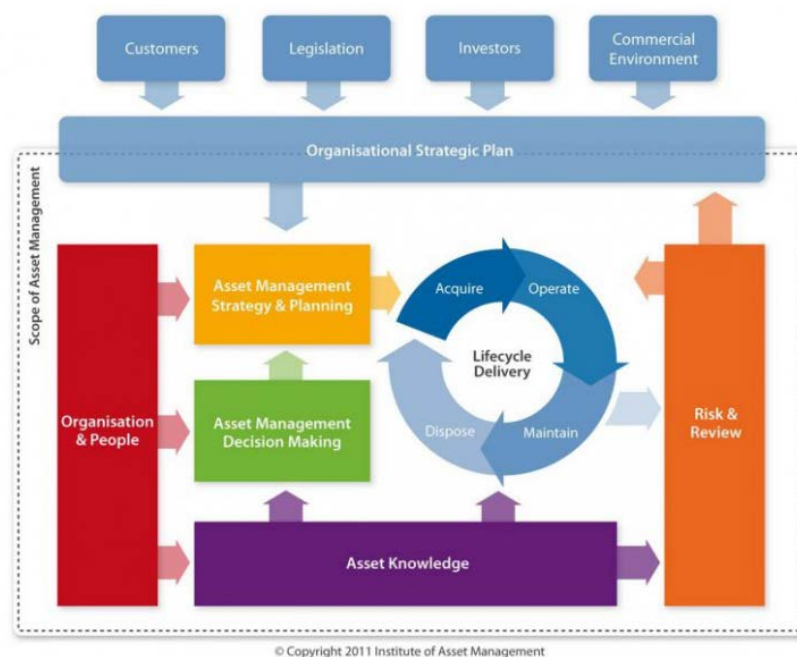 Customers
Legislation
Investors
Commercial
Environment
Organisational Strategic Plan
Scope of Asset Management
Asset Management
Strategy & Planning
Acquire
Operate
Lifecycle
Delivery
Organisation
& People
Asset Management
Decision Making
Dispose
Maintain
Risk &
Review
Asset Knowledge
© Copyright 2011 Institute of Asset Management